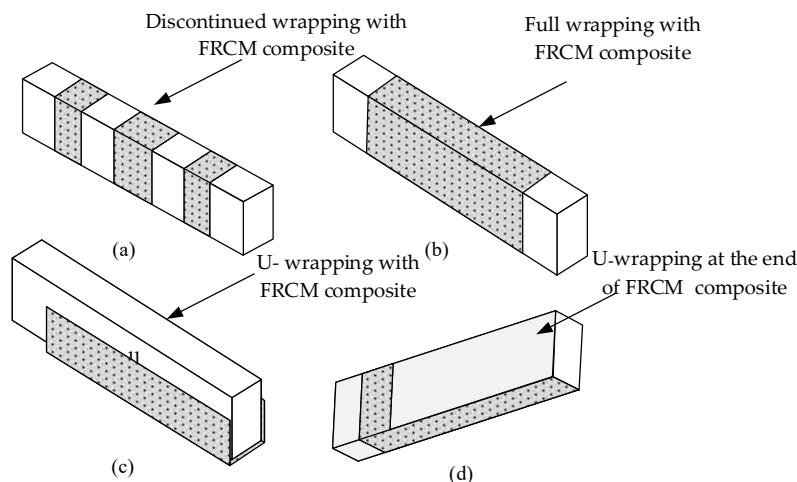 Discontinued wrapping with
FRCM composite
Full wrapping with
FRCM composite
(a)
(b)
U- wrapping with
FRCM composite
U-wrapping at the end
of FRCM composite
(c)
(d)